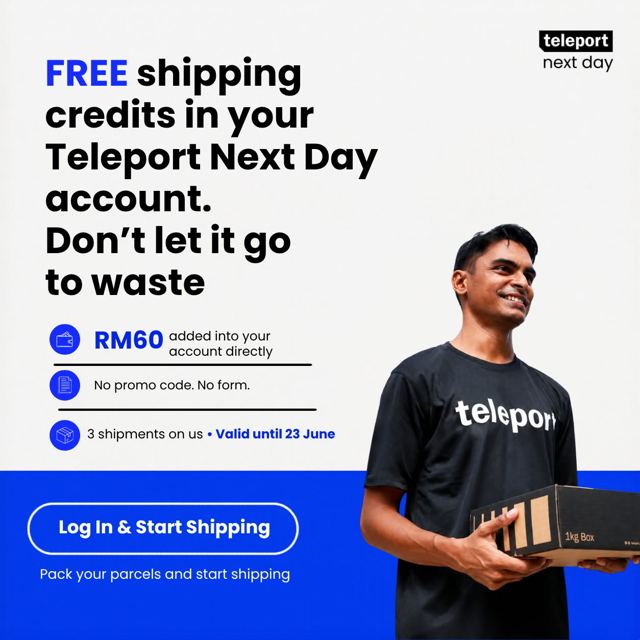 teleport
next day
FREE shipping
credits in your
Teleport Next Day
account.
Don’t let it go
to waste
RM60 added into your
account directly
No promo code. No form.
3 shipments on us • Valid until 23 June
teleport
1kg Box
Log In & Start Shipping
Pack your parcels and start shipping